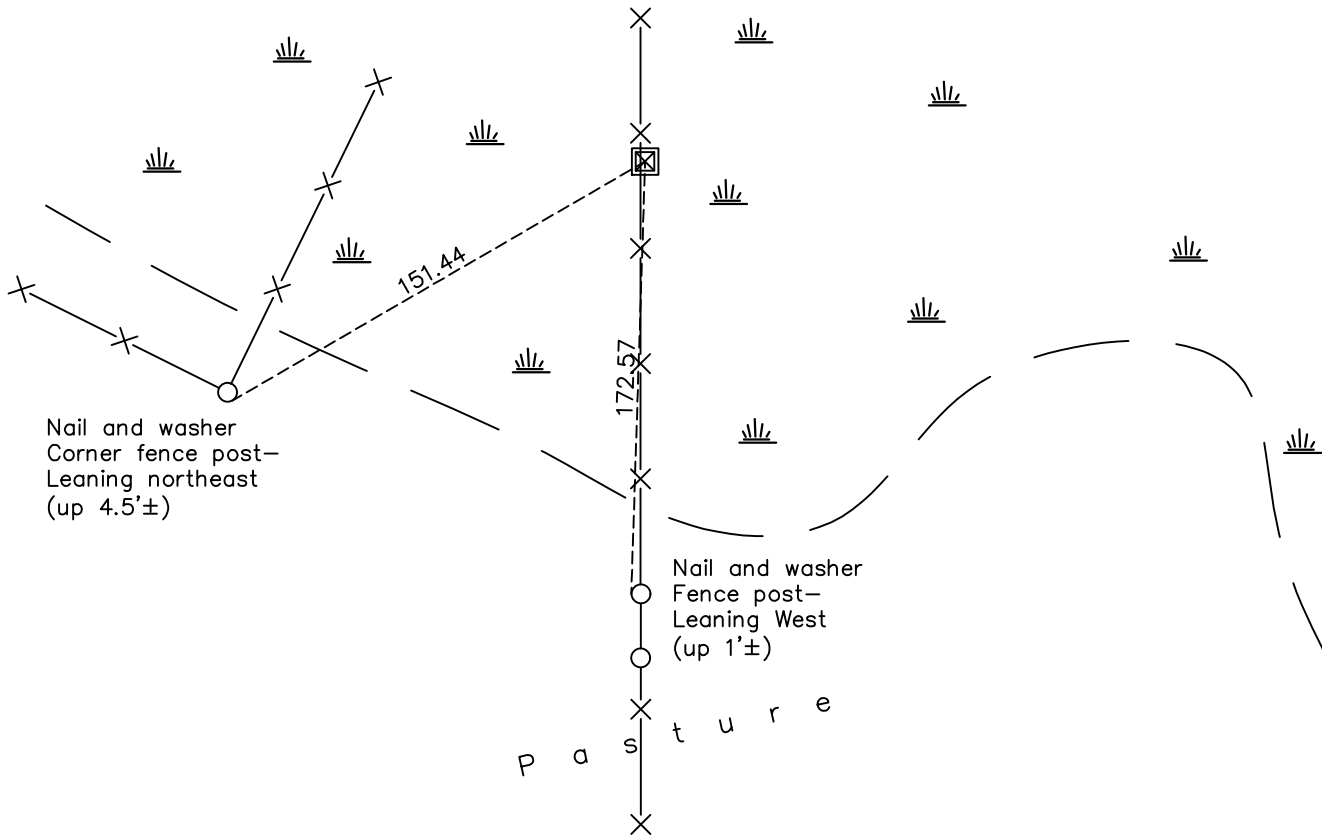 151.44
172.57
Nail and washer
Corner fence post–
Leaning northeast
(up 4.5'±)
Nail and washer
Fence post–
Leaning West
(up 1'±)
Pasture